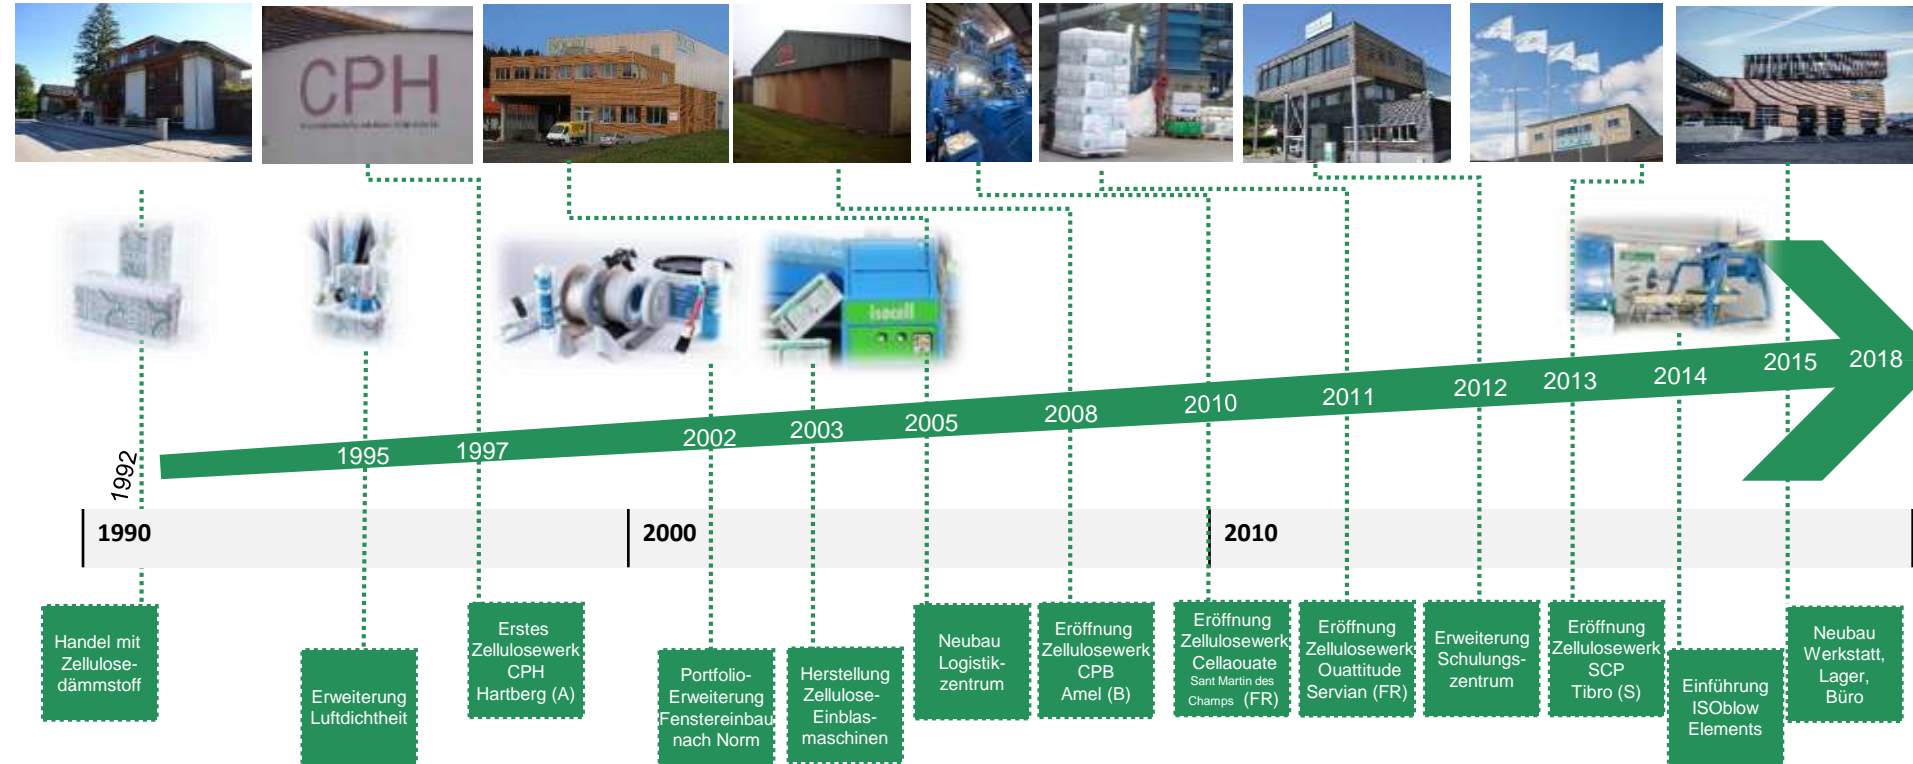 CPH
isocell
1992
1995
1997
2002
2003
2005
2008
2010
2011
2012
2013
2014
2015
2018
1990
2000
2010
Handel mit
Zellulose-
dämmstoff
Erweiterung
Luftdichtheit
Erstes
Zellulosewerk
CPH
Hartberg (A)
Portfolio-
Erweiterung
Fenstereinbau
nach Norm
Herstellung
Zellulose-
Einblas-
maschinen
Neubau
Logistik-
zentrum
Eröffnung
Zellulosewerk
CPB
Amel (B)
Eröffnung
Zellulosewerk
Cellaouate
Sant Martin des
Champs (FR)
Eröffnung
Zellulosewerk
Ouattitude
Servian (FR)
Erweiterung
Schulungs-
zentrum
Eröffnung
Zellulosewerk
SCP
Tibro (S)
Einführung
ISOblow
Elements
Neubau
Werkstatt,
Lager,
Büro